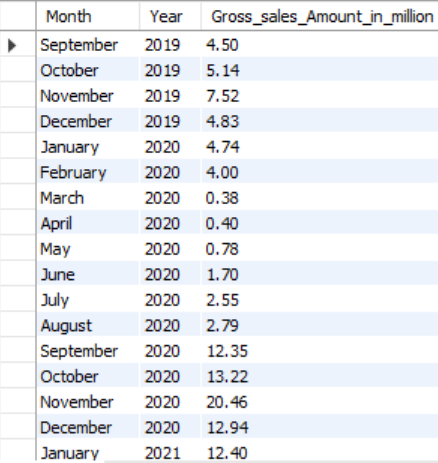 Month Year Gross_sales_Amount_in_million
September 2019 4.50
October 2019 5.14
November 2019 7.52
December 2019 4.83
January 2020 4.74
February 2020 4.00
March 2020 0.38
April 2020 0.40
May 2020 0.78
June 2020 1.70
July 2020 2.55
August 2020 2.79
September 2020 12.35
October 2020 13.22
November 2020 20.46
December 2020 12.94
January 2021 12.40